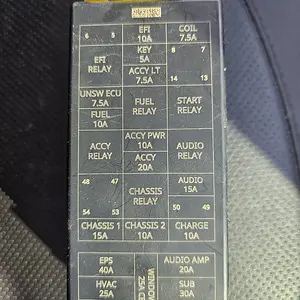 6 5
EFI
10A
COIL
7.5A
KEY
5A
8 7
EFI
RELAY
ACCY LT
7.5A
14 13
UNSW ECU
7.5A
FUEL
RELAY
START
RELAY
FUEL
10A
ACCY
RELAY
ACCY PWR
10A
AUDIO
RELAY
ACCY
20A
48 47
CHASSIS
RELAY
AUDIO
15A
54 53
50 49
CHASSIS 1
15A
CHASSIS 2
10A
CHARGE
10A
EPS
40A
WINDOW
25A
AUDIO AMP
20A
HVAC
25A
SUB
30A